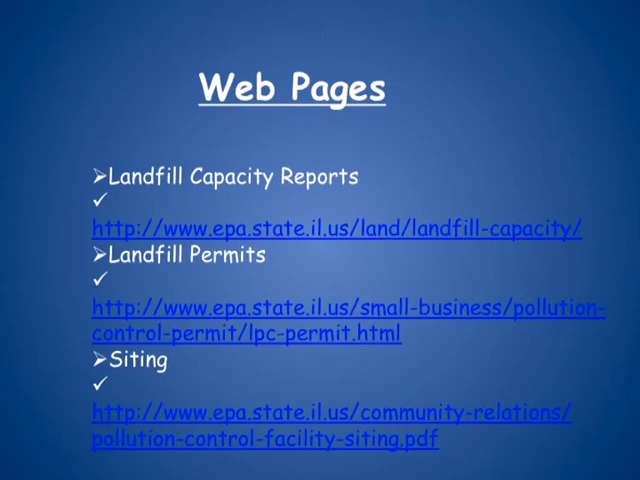 Web Pages
➢Landfill Capacity Reports
✓
http://www.epa.state.il.us/land/landfill-capacity/
➢Landfill Permits
✓
http://www.epa.state.il.us/small-business/pollution-
control-permit/lpc-permit.html
➢Siting
✓
http://www.epa.state.il.us/community-relations/
pollution-control-facility-siting.pdf